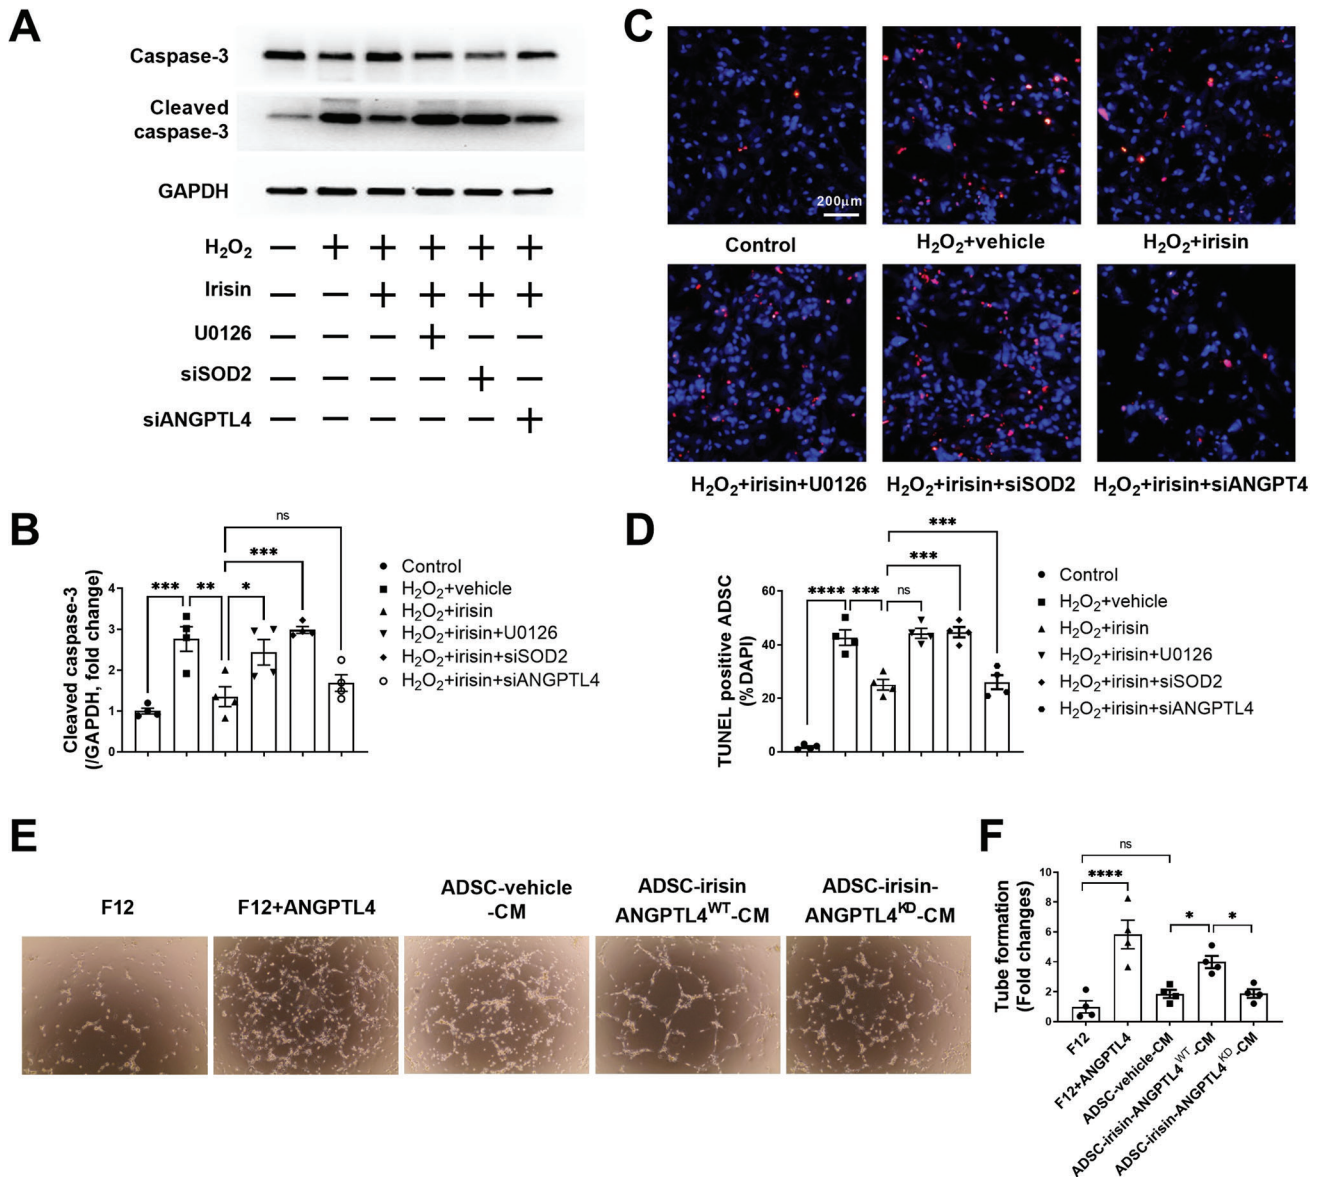 A
Caspase-3
Cleaved
caspase-3
GAPDH
H₂O₂ − + + + + +
Irisin − − + + + +
U0126 − − − + − −
siSOD2 − − − − + −
siANGPTL4 − − − − − +
C
200μm
Control
H₂O₂+vehicle
H₂O₂+irisin
H₂O₂+irisin+U0126
H₂O₂+irisin+siSOD2
H₂O₂+irisin+siANGPT4
B
Cleaved caspase-3
(/GAPDH, fold change)
4
3
2
1
0
ns
***
*** ** *
Control
H₂O₂+vehicle
H₂O₂+irisin
H₂O₂+irisin+U0126
H₂O₂+irisin+siSOD2
H₂O₂+irisin+siANGPTL4
D
TUNEL positive ADSC
(% DAPI)
60
40
20
0
***
***
**** *** ns
Control
H₂O₂+vehicle
H₂O₂+irisin
H₂O₂+irisin+U0126
H₂O₂+irisin+siSOD2
H₂O₂+irisin+siANGPTL4
E
F12
F12+ANGPTL4
ADSC-vehicle
-CM
ADSC-irisin
ANGPTL4ᵂᵀ-CM
ADSC-irisin-
ANGPTL4ᴷᴰ-CM
F
Tube formation
(Fold changes)
10
8
6
4
2
0
ns
****
* *
F12
F12+ANGPTL4
ADSC-vehicle-CM
ADSC-irisin-ANGPTL4ᵂᵀ-CM
ADSC-irisin-ANGPTL4ᴷᴰ-CM